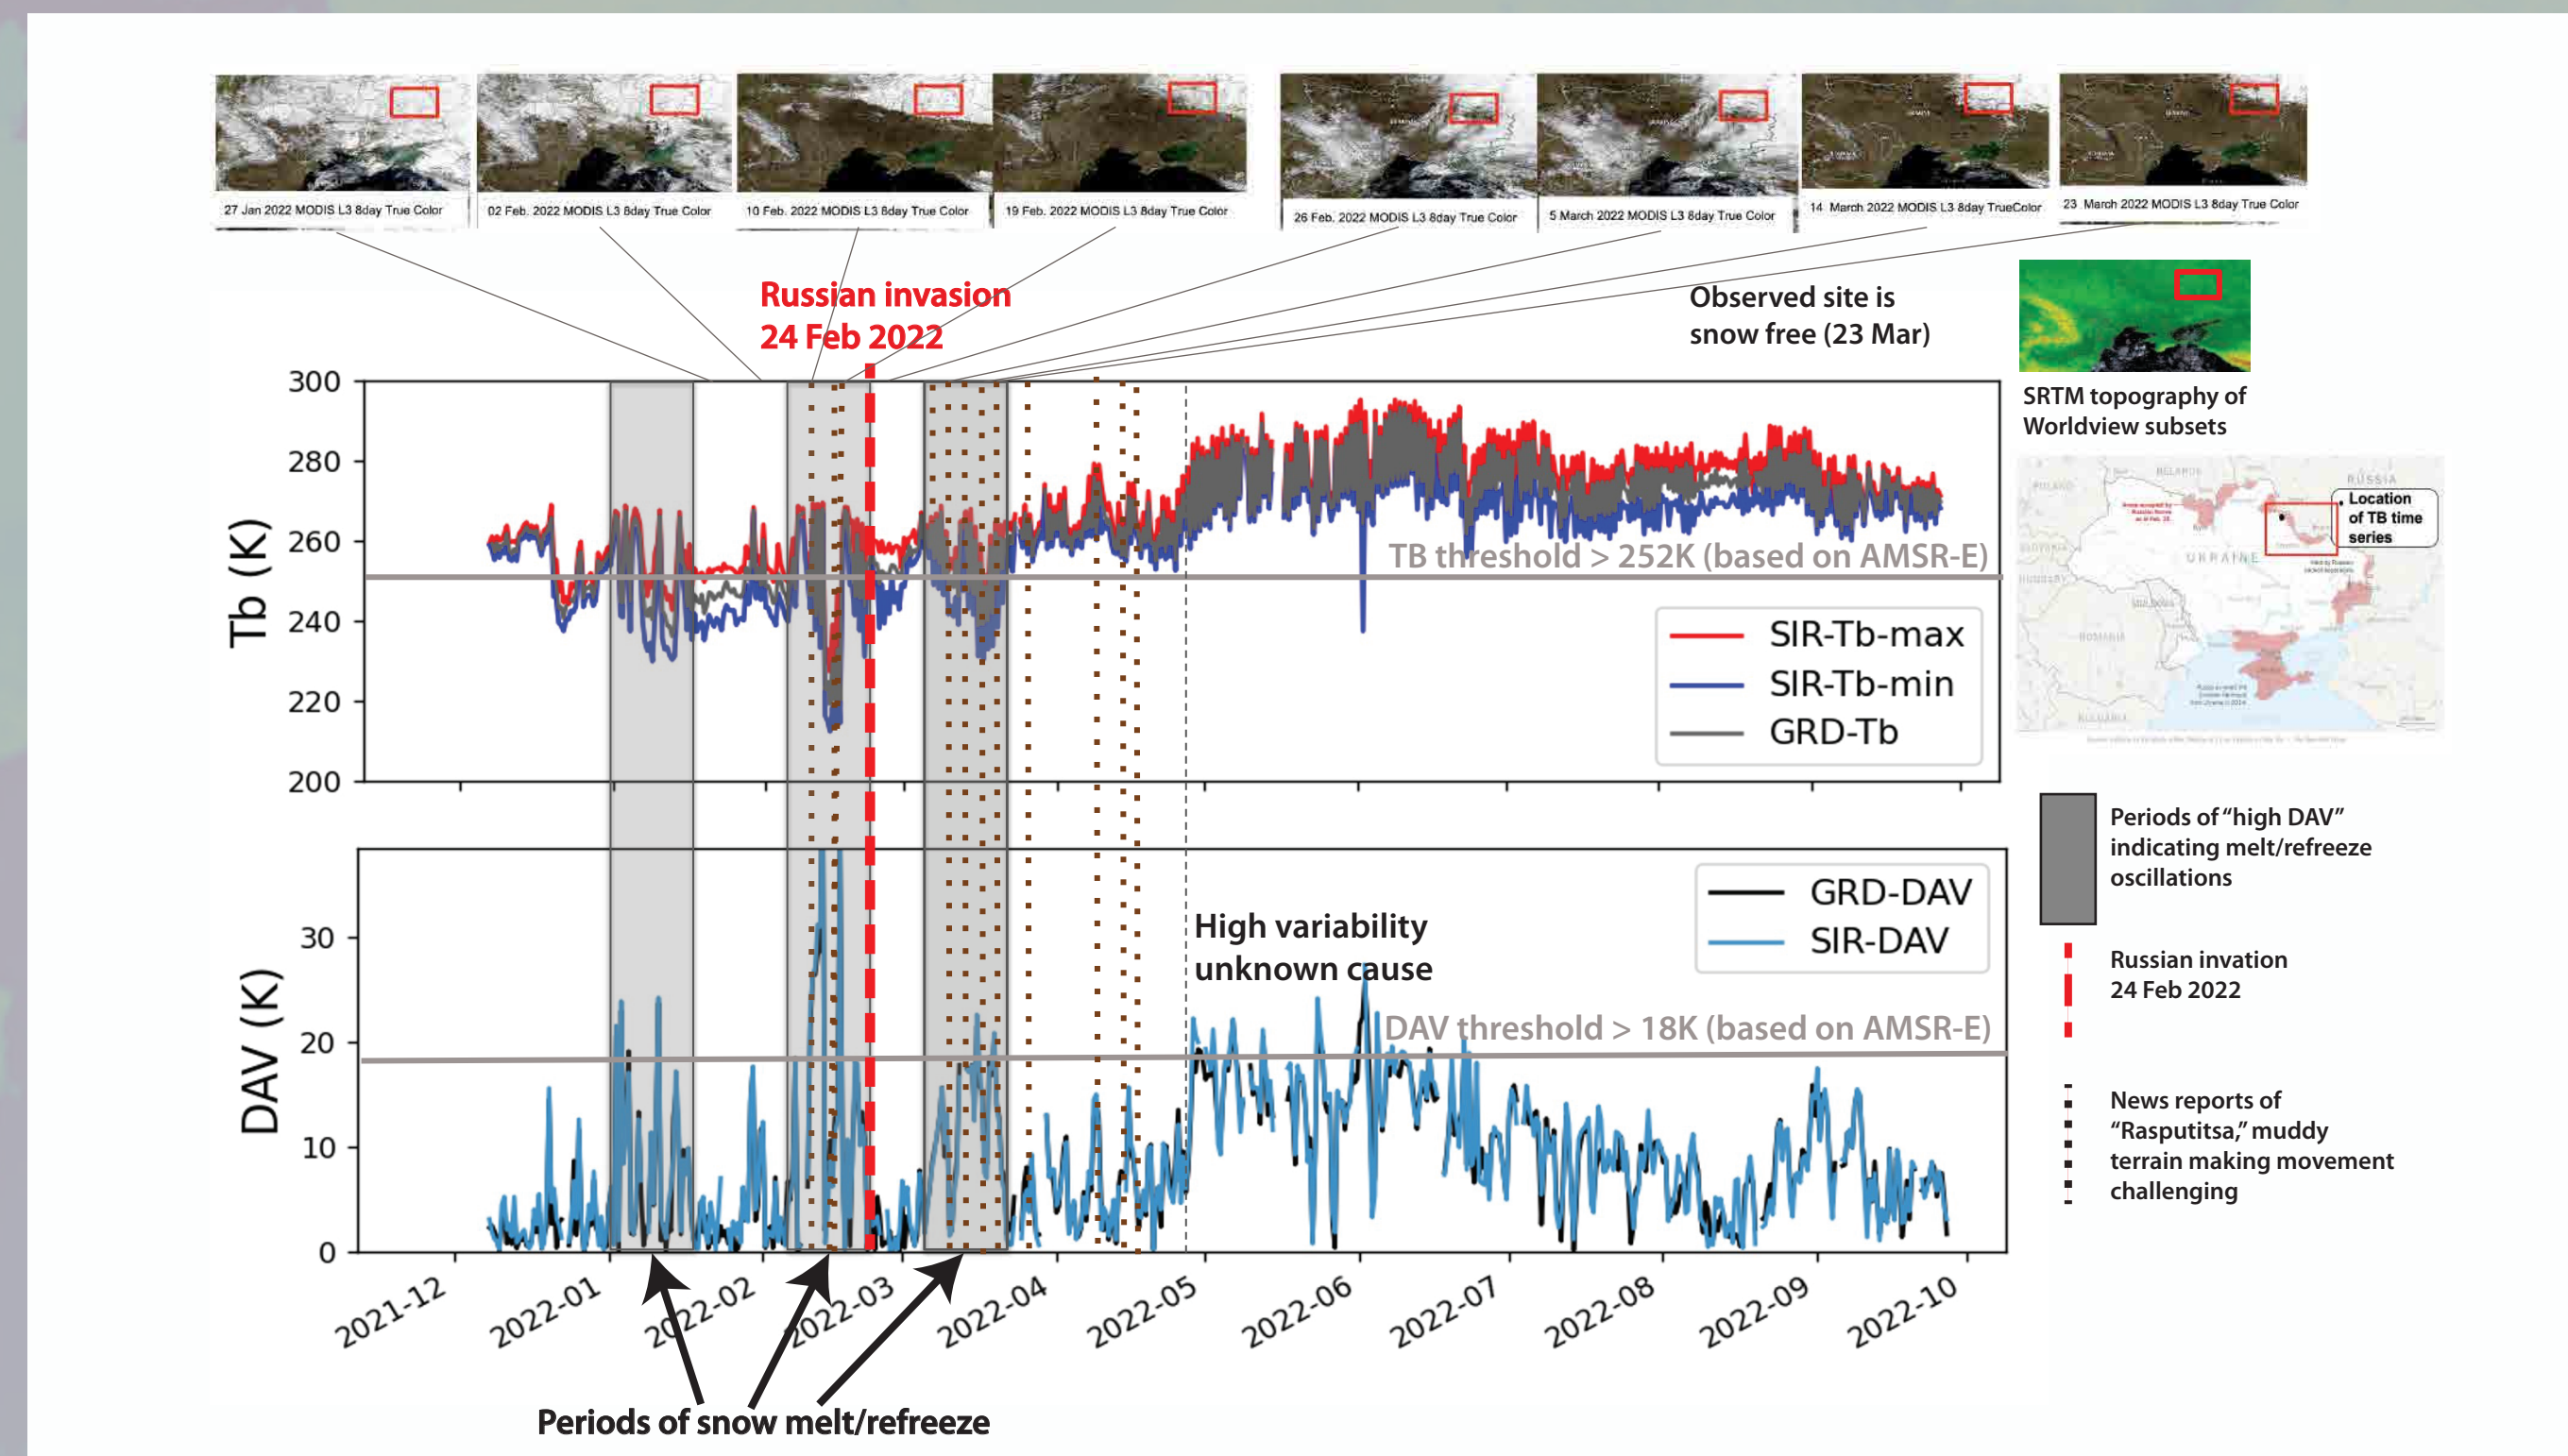 27 Jan 2022 MODIS L3 8day True Color
02 Feb. 2022 MODIS L3 8day True Color
10 Feb. 2022 MODIS L3 8day True Color
19 Feb. 2022 MODIS L3 8day True Color
26 Feb. 2022 MODIS L3 8day True Color
5 March 2022 MODIS L3 8day True Color
14 March 2022 MODIS L3 8day TrueColor
23 March 2022 MODIS L3 8day True Color
Russian invasion
24 Feb 2022
Observed site is
snow free (23 Mar)
SRTM topography of
Worldview subsets
300
280
260
240
220
200
Tb (K)
TB threshold > 252K (based on AMSR-E)
SIR-Tb-max
SIR-Tb-min
GRD-Tb
BELARUS
RUSSIA
POLAND
Location
of TB time
series
UKRAINE
MOLDOVA
ROMANIA
BULGARIA
Periods of “high DAV”
indicating melt/refreeze
oscillations
Russian invation
24 Feb 2022
News reports of
“Rasputitsa,” muddy
terrain making movement
challenging
30
20
10
0
DAV (K)
GRD-DAV
SIR-DAV
High variability
unknown cause
DAV threshold > 18K (based on AMSR-E)
2021-12
2022-01
2022-02
2022-03
2022-04
2022-05
2022-06
2022-07
2022-08
2022-09
2022-10
Periods of snow melt/refreeze